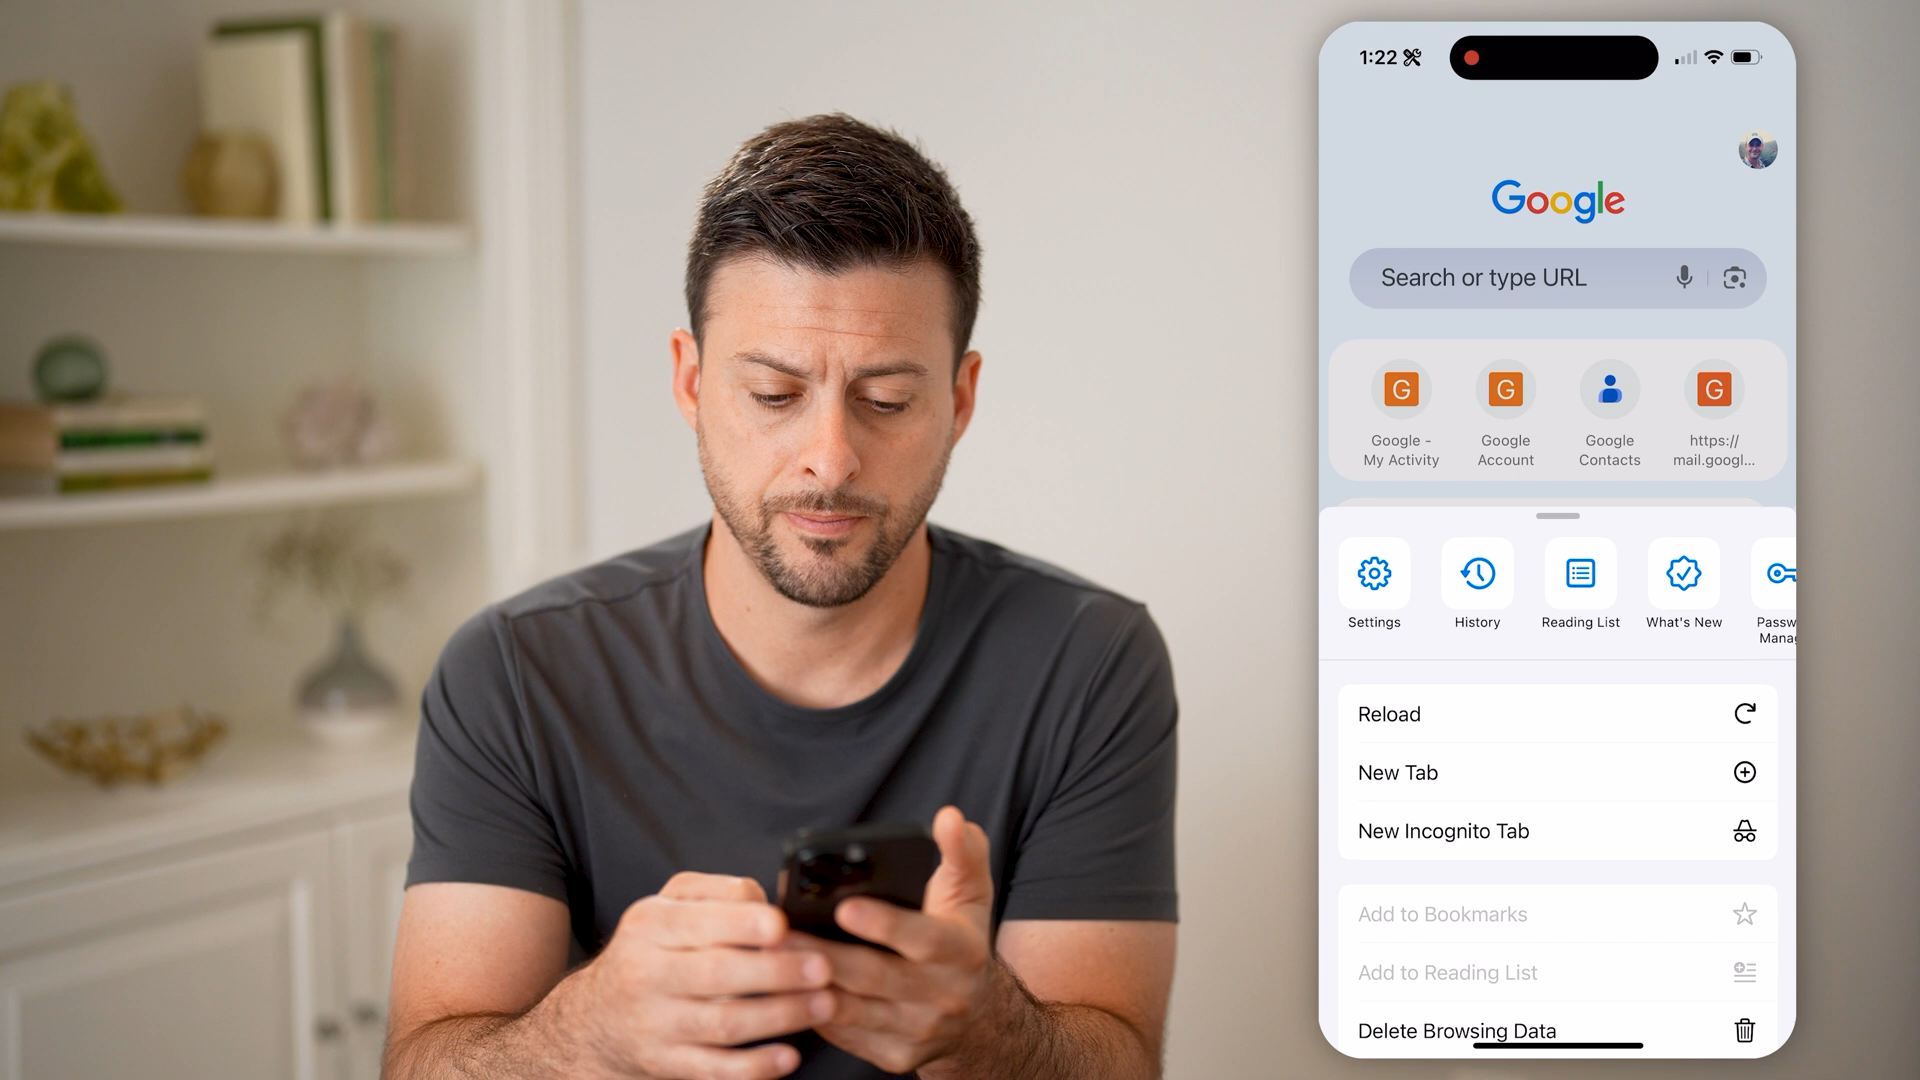 1:22
Google
Search or type URL
G G G
Google -
My Activity
Google
Account
Google
Contacts
https://
mail.googl...
Settings
History
Reading List
What's New
Passw
Mana
Reload
New Tab
New Incognito Tab
Add to Bookmarks
Add to Reading List
Delete Browsing Data